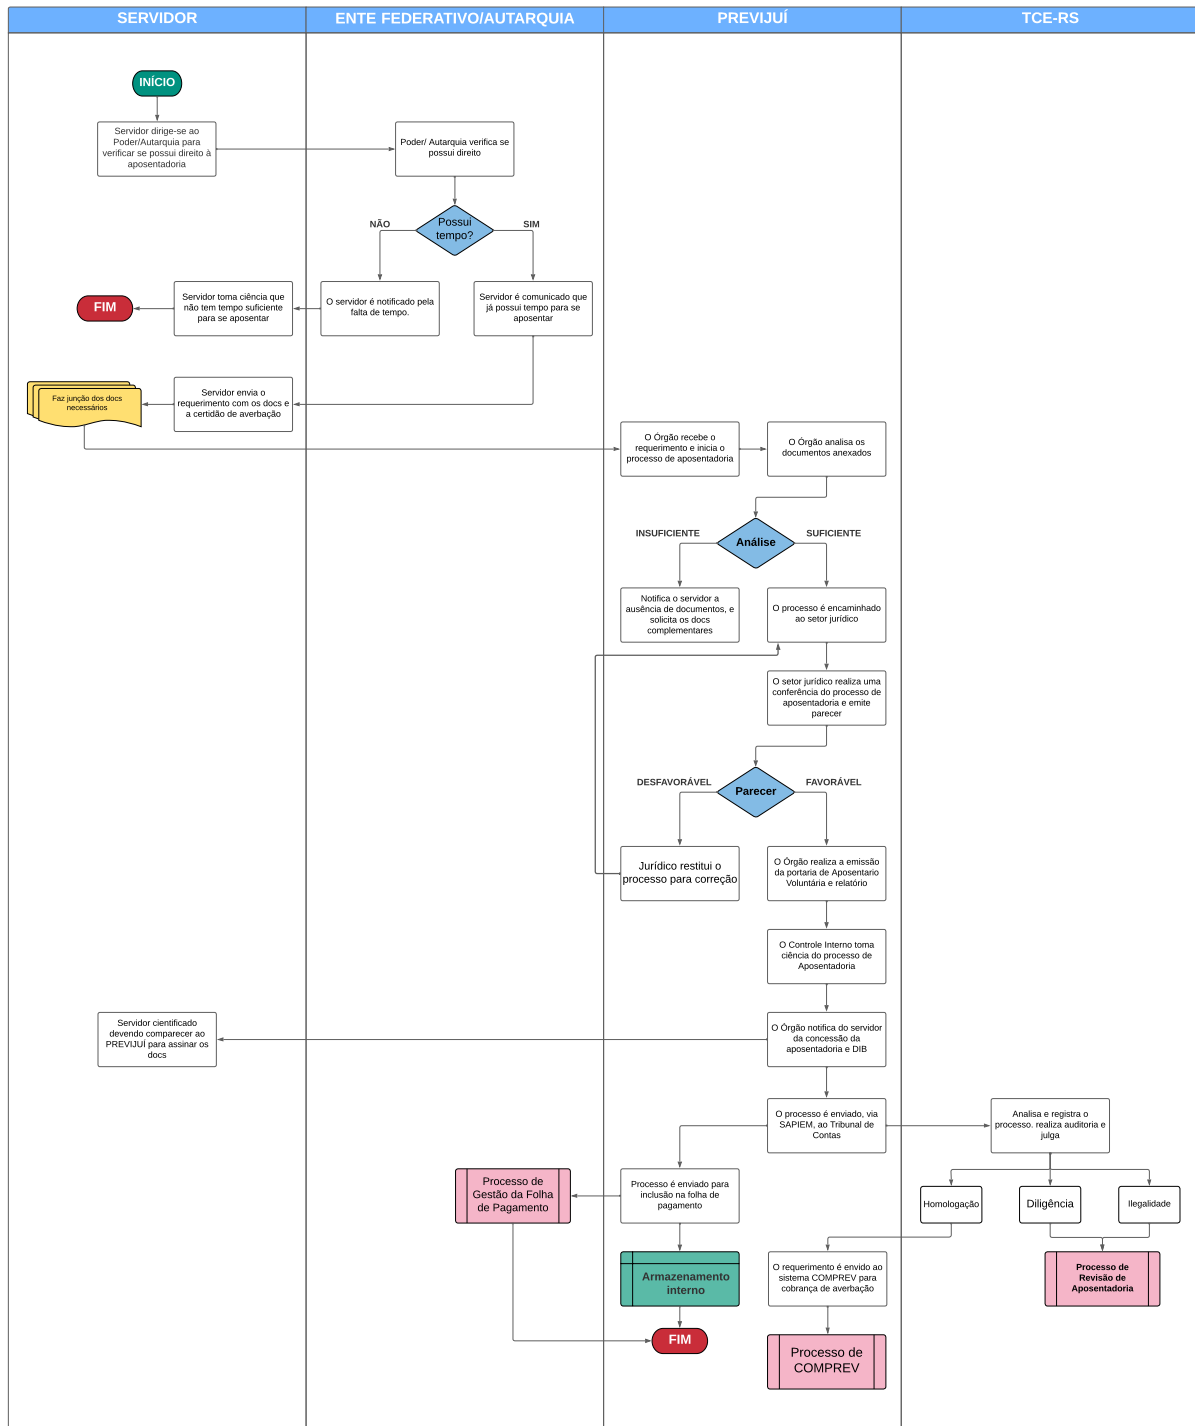 SERVIDOR
ENTE FEDERATIVO/AUTARQUIA
PREVIJUÍ
TCE-RS
INÍCIO
Servidor dirige-se ao
Poder/Autarquia para
verificar se possui direito à
aposentadoria
Poder/ Autarquia verifica se
possui direito
Possui
tempo?
NÃO
SIM
FIM
Servidor toma ciência que
não tem tempo suficiente
para se aposentar
O servidor é notificado pela
falta de tempo.
Servidor é comunicado que
já possui tempo para se
aposentar
Faz junção dos docs
necessários
Servidor envia o
requerimento com os docs e
a certidão de averbação
O Órgão recebe o
requerimento e inicia o
processo de aposentadoria
O Órgão analisa os
documentos anexados
INSUFICIENTE
Análise
SUFICIENTE
Notifica o servidor a
ausência de documentos, e
solicita os docs
complementares
O processo é encaminhado
ao setor jurídico
O setor jurídico realiza uma
conferência do processo de
aposentadoria e emite
parecer
DESFAVORÁVEL
Parecer
FAVORÁVEL
Jurídico restitui o
processo para correção
O Órgão realiza a emissão
da portaria de Aposentario
Voluntária e relatório
O Controle Interno toma
ciência do processo de
Aposentadoria
Servidor cientificado
devendo comparecer ao
PREVIJUÍ para assinar os
docs
O Órgão notifica do servidor
da concessão da
aposentadoria e DIB
O processo é enviado, via
SAPIEM, ao Tribunal de
Contas
Analisa e registra o
processo. realiza auditoria e
julga
Processo de
Gestão da Folha
de Pagamento
Processo é enviado para
inclusão na folha de
pagamento
Homologação
Diligência
Ilegalidade
Armazenamento
interno
O requerimento é envido ao
sistema COMPREV para
cobrança de averbação
Processo de
Revisão de
Aposentadoria
FIM
Processo de
COMPREV